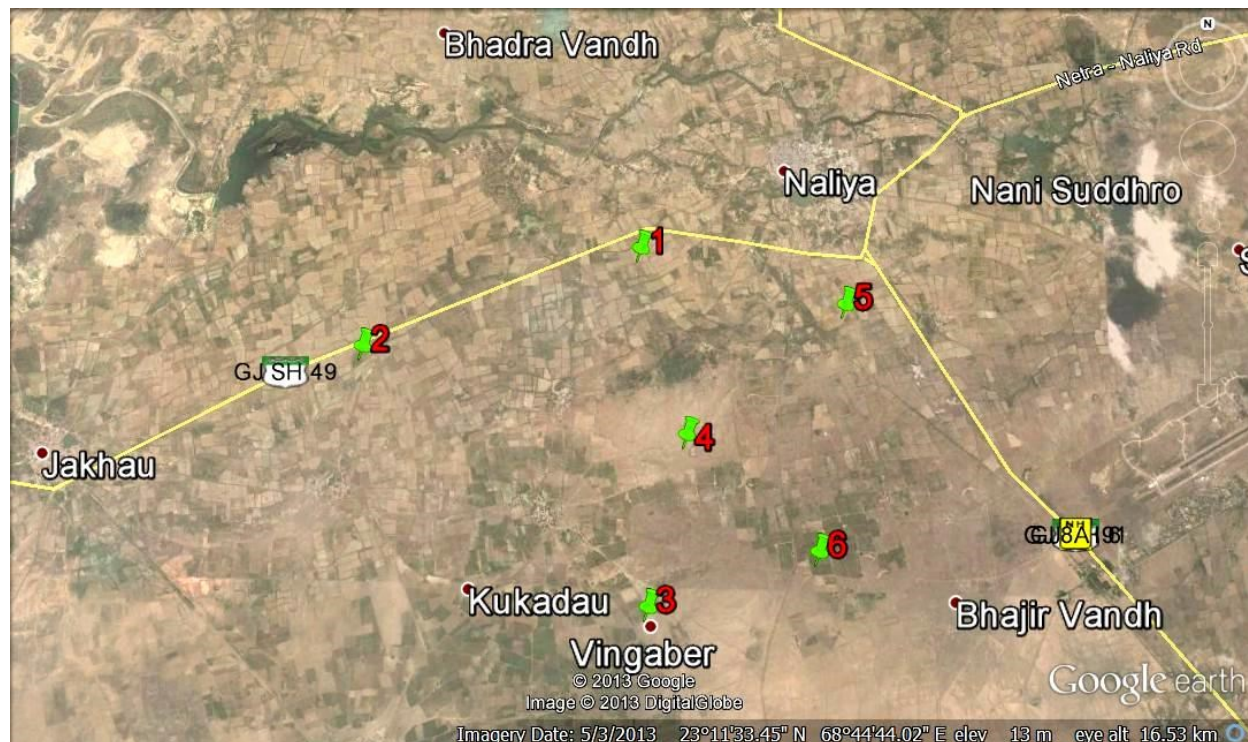 N
Bhadra Vandh
Netra - Naliya Rd
Naliya
Nani Suddhro
1
S
5
2
GJ SH 49
4
Jakhau
6
Kukadau
3
Bhajir Vandh
Vingaber
© 2013 Google
Image © 2013 DigitalGlobe
Google earth
Imagery Date: 5/3/2013 23°11'33.45" N 68°44'44.02" E elev 13 m eye alt 16.53 km